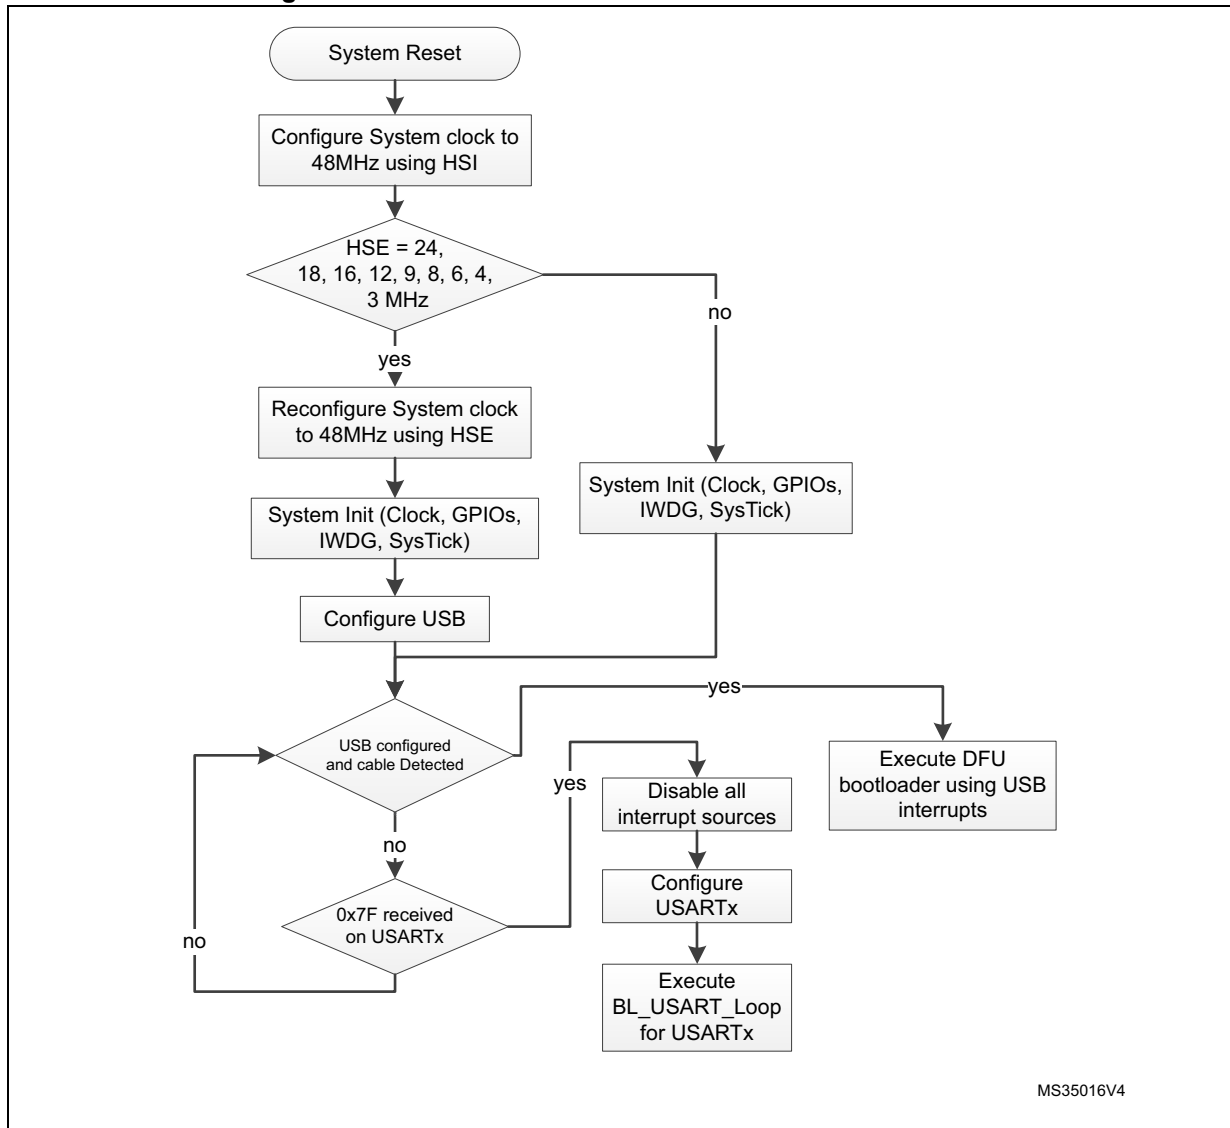 System Reset
Configure System clock to
48MHz using HSI
HSE = 24,
18, 16, 12, 9, 8, 6, 4,
3 MHz
no
yes
Reconfigure System clock
to 48MHz using HSE
System Init (Clock, GPIOs,
IWDG, SysTick)
System Init (Clock, GPIOs,
IWDG, SysTick)
Configure USB
yes
USB configured
and cable Detected
Execute DFU
bootloader using USB
interrupts
yes
Disable all
interrupt sources
no
Configure
USARTx
0x7F received
on USARTx
no
Execute
BL_USART_Loop
for USARTx
MS35016V4